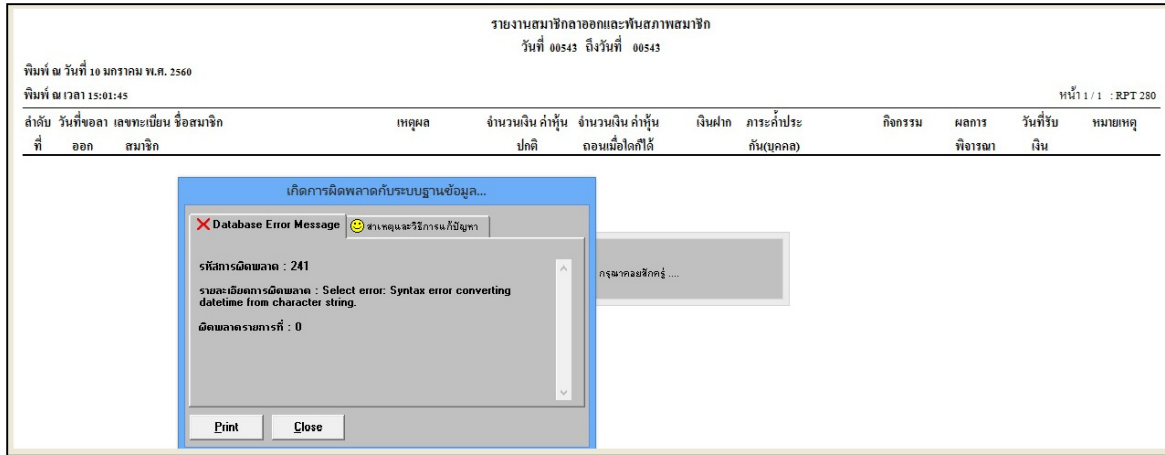 รายงานสมาชิกลาออกและพ้นสภาพสมาชิก
วันที่ 00543 ถึงวันที่ 00543
พิมพ์ ณ วันที่ 10 มกราคม พ.ศ. 2560
พิมพ์ ณ เวลา 15:01:45
หน้า 1 / 1 : RPT 280
ลำดับ วันที่ขอลา เลขทะเบียน ชื่อสมาชิก เหตุผล จำนวนเงิน ค่าหุ้น จำนวนเงิน ค่าหุ้น เงินฝาก ภาระค้ำประ กิจกรรม ผลการ วันที่รับ หมายเหตุ
ที่ ออก สมาชิก ปกติ ถอนเมื่อใดก็ได้ กัน(บุคคล) พิจารณา เงิน
เกิดการผิดพลาดกับระบบฐานข้อมูล...
Database Error Message สาเหตุและวิธีการแก้ปัญหา
รหัสการผิดพลาด : 241
กรุณาคอยสักครู่ ....
รายละเอียดการผิดพลาด : Select error: Syntax error converting
datetime from character string.
ผิดพลาดรายการที่ : 0
Print Close